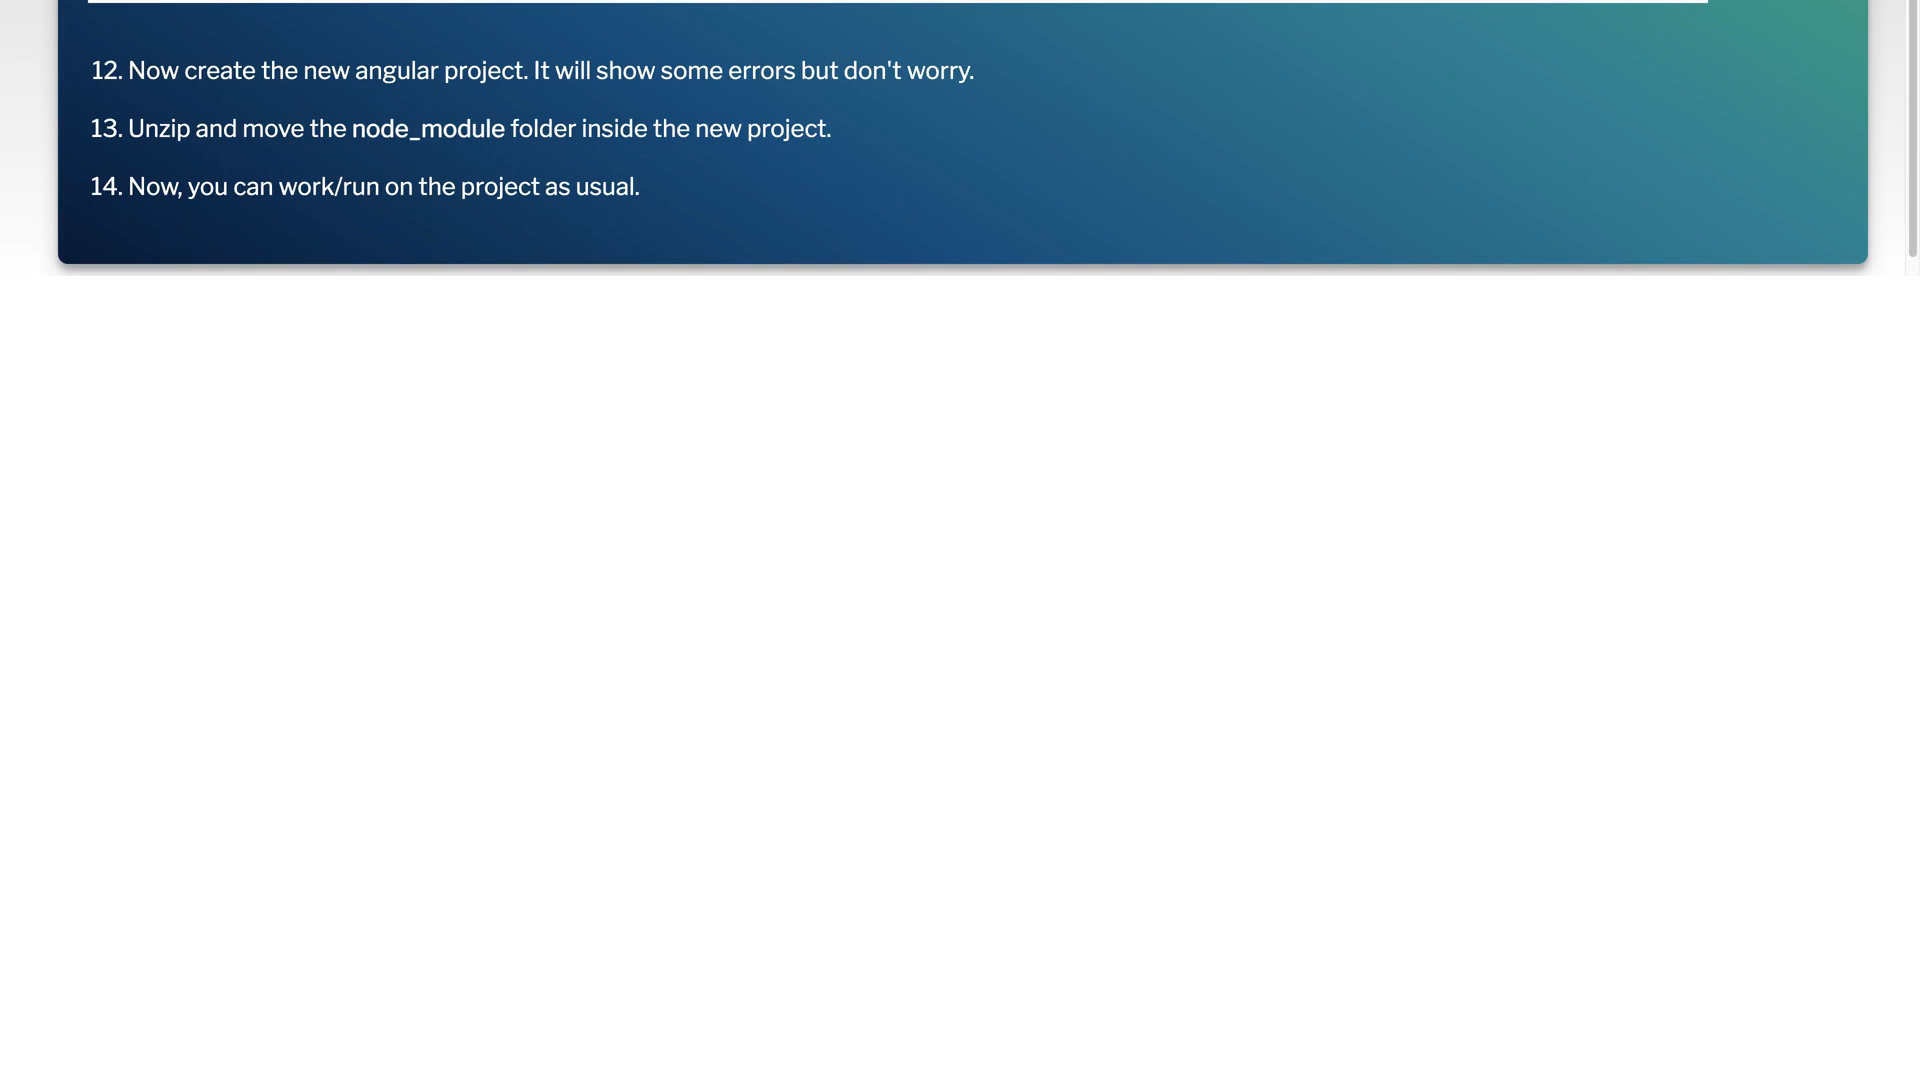 12. Now create the new angular project. It will show some errors but don't worry.
13. Unzip and move the node_module folder inside the new project.
14. Now, you can work/run on the project as usual.